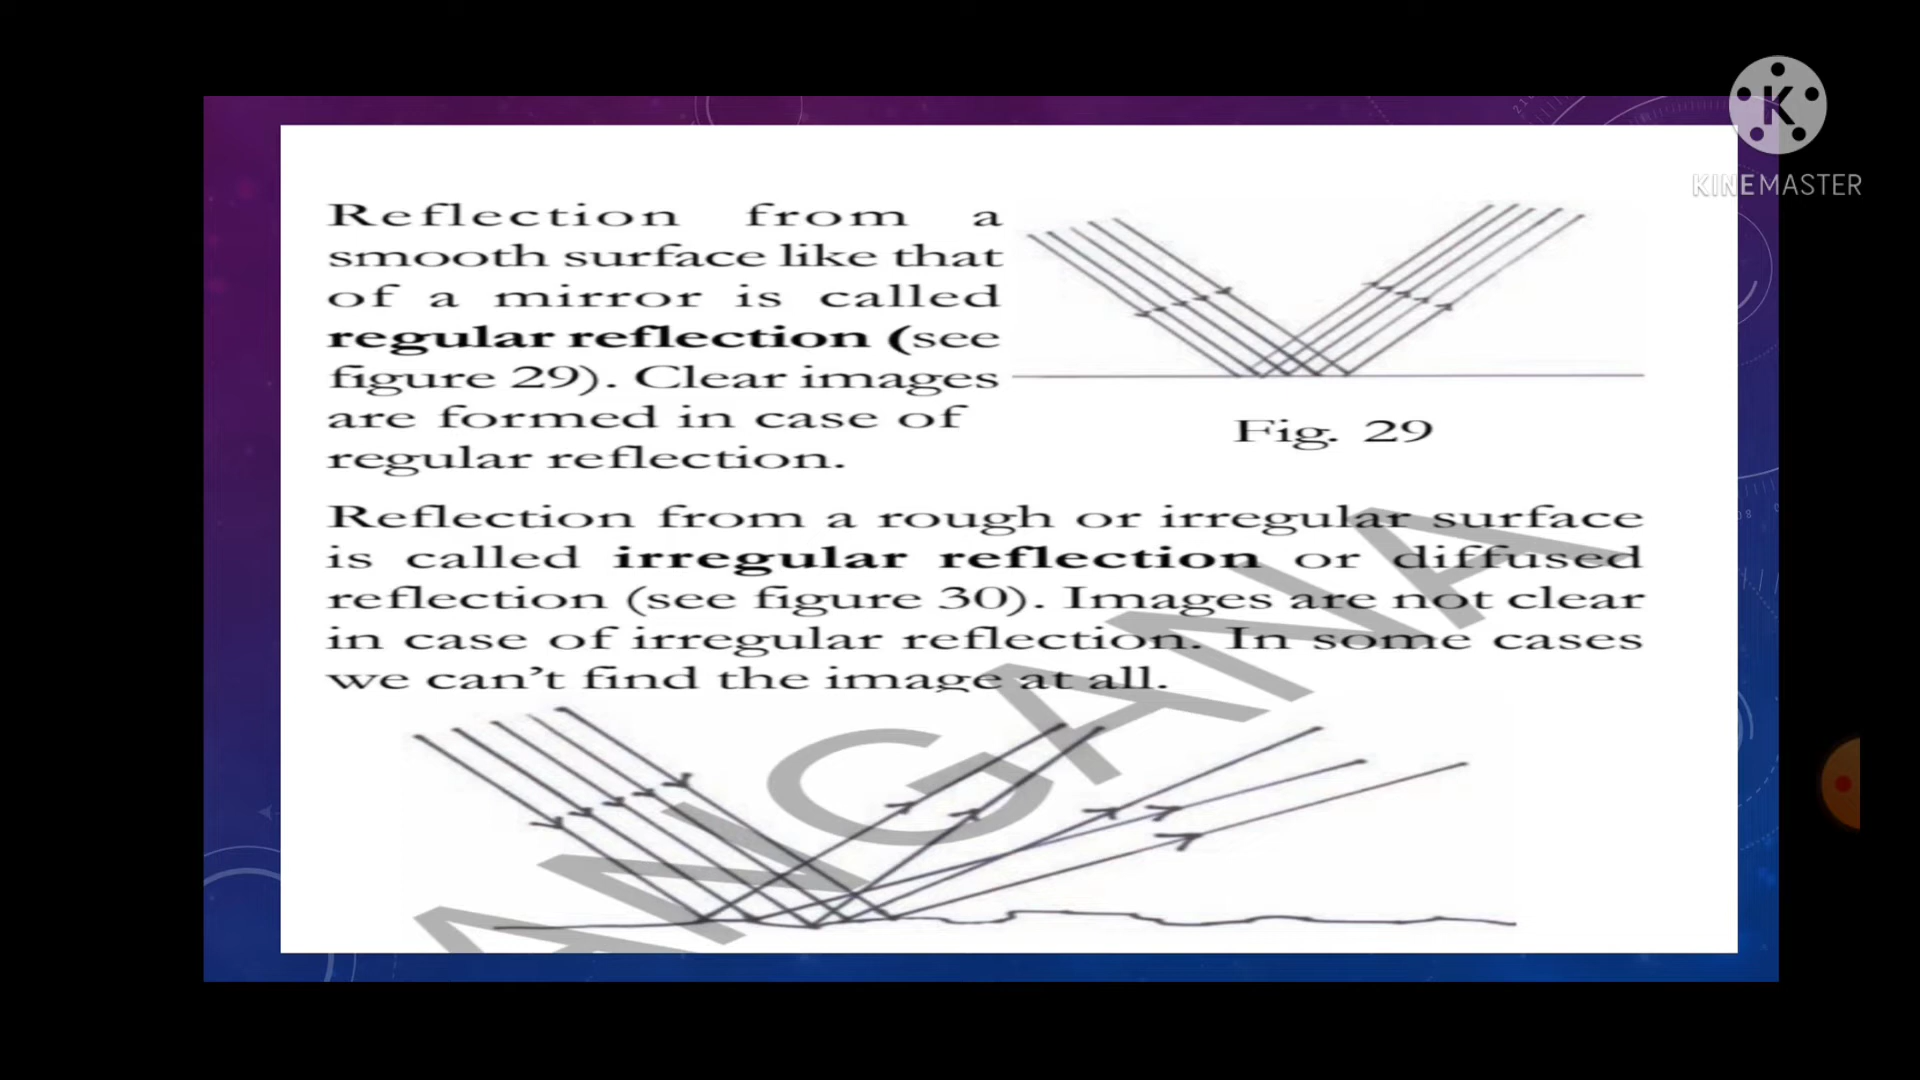 KINEMASTER
Reflection from a
smooth surface like that
of a mirror is called
regular reflection (see
figure 29). Clear images
are formed in case of
regular reflection.
Fig. 29
Reflection from a rough or irregular surface
is called irregular reflection or diffused
reflection (see figure 30). Images are not clear
in case of irregular reflection. In some cases
we can’t find the image at all.
ANGANA